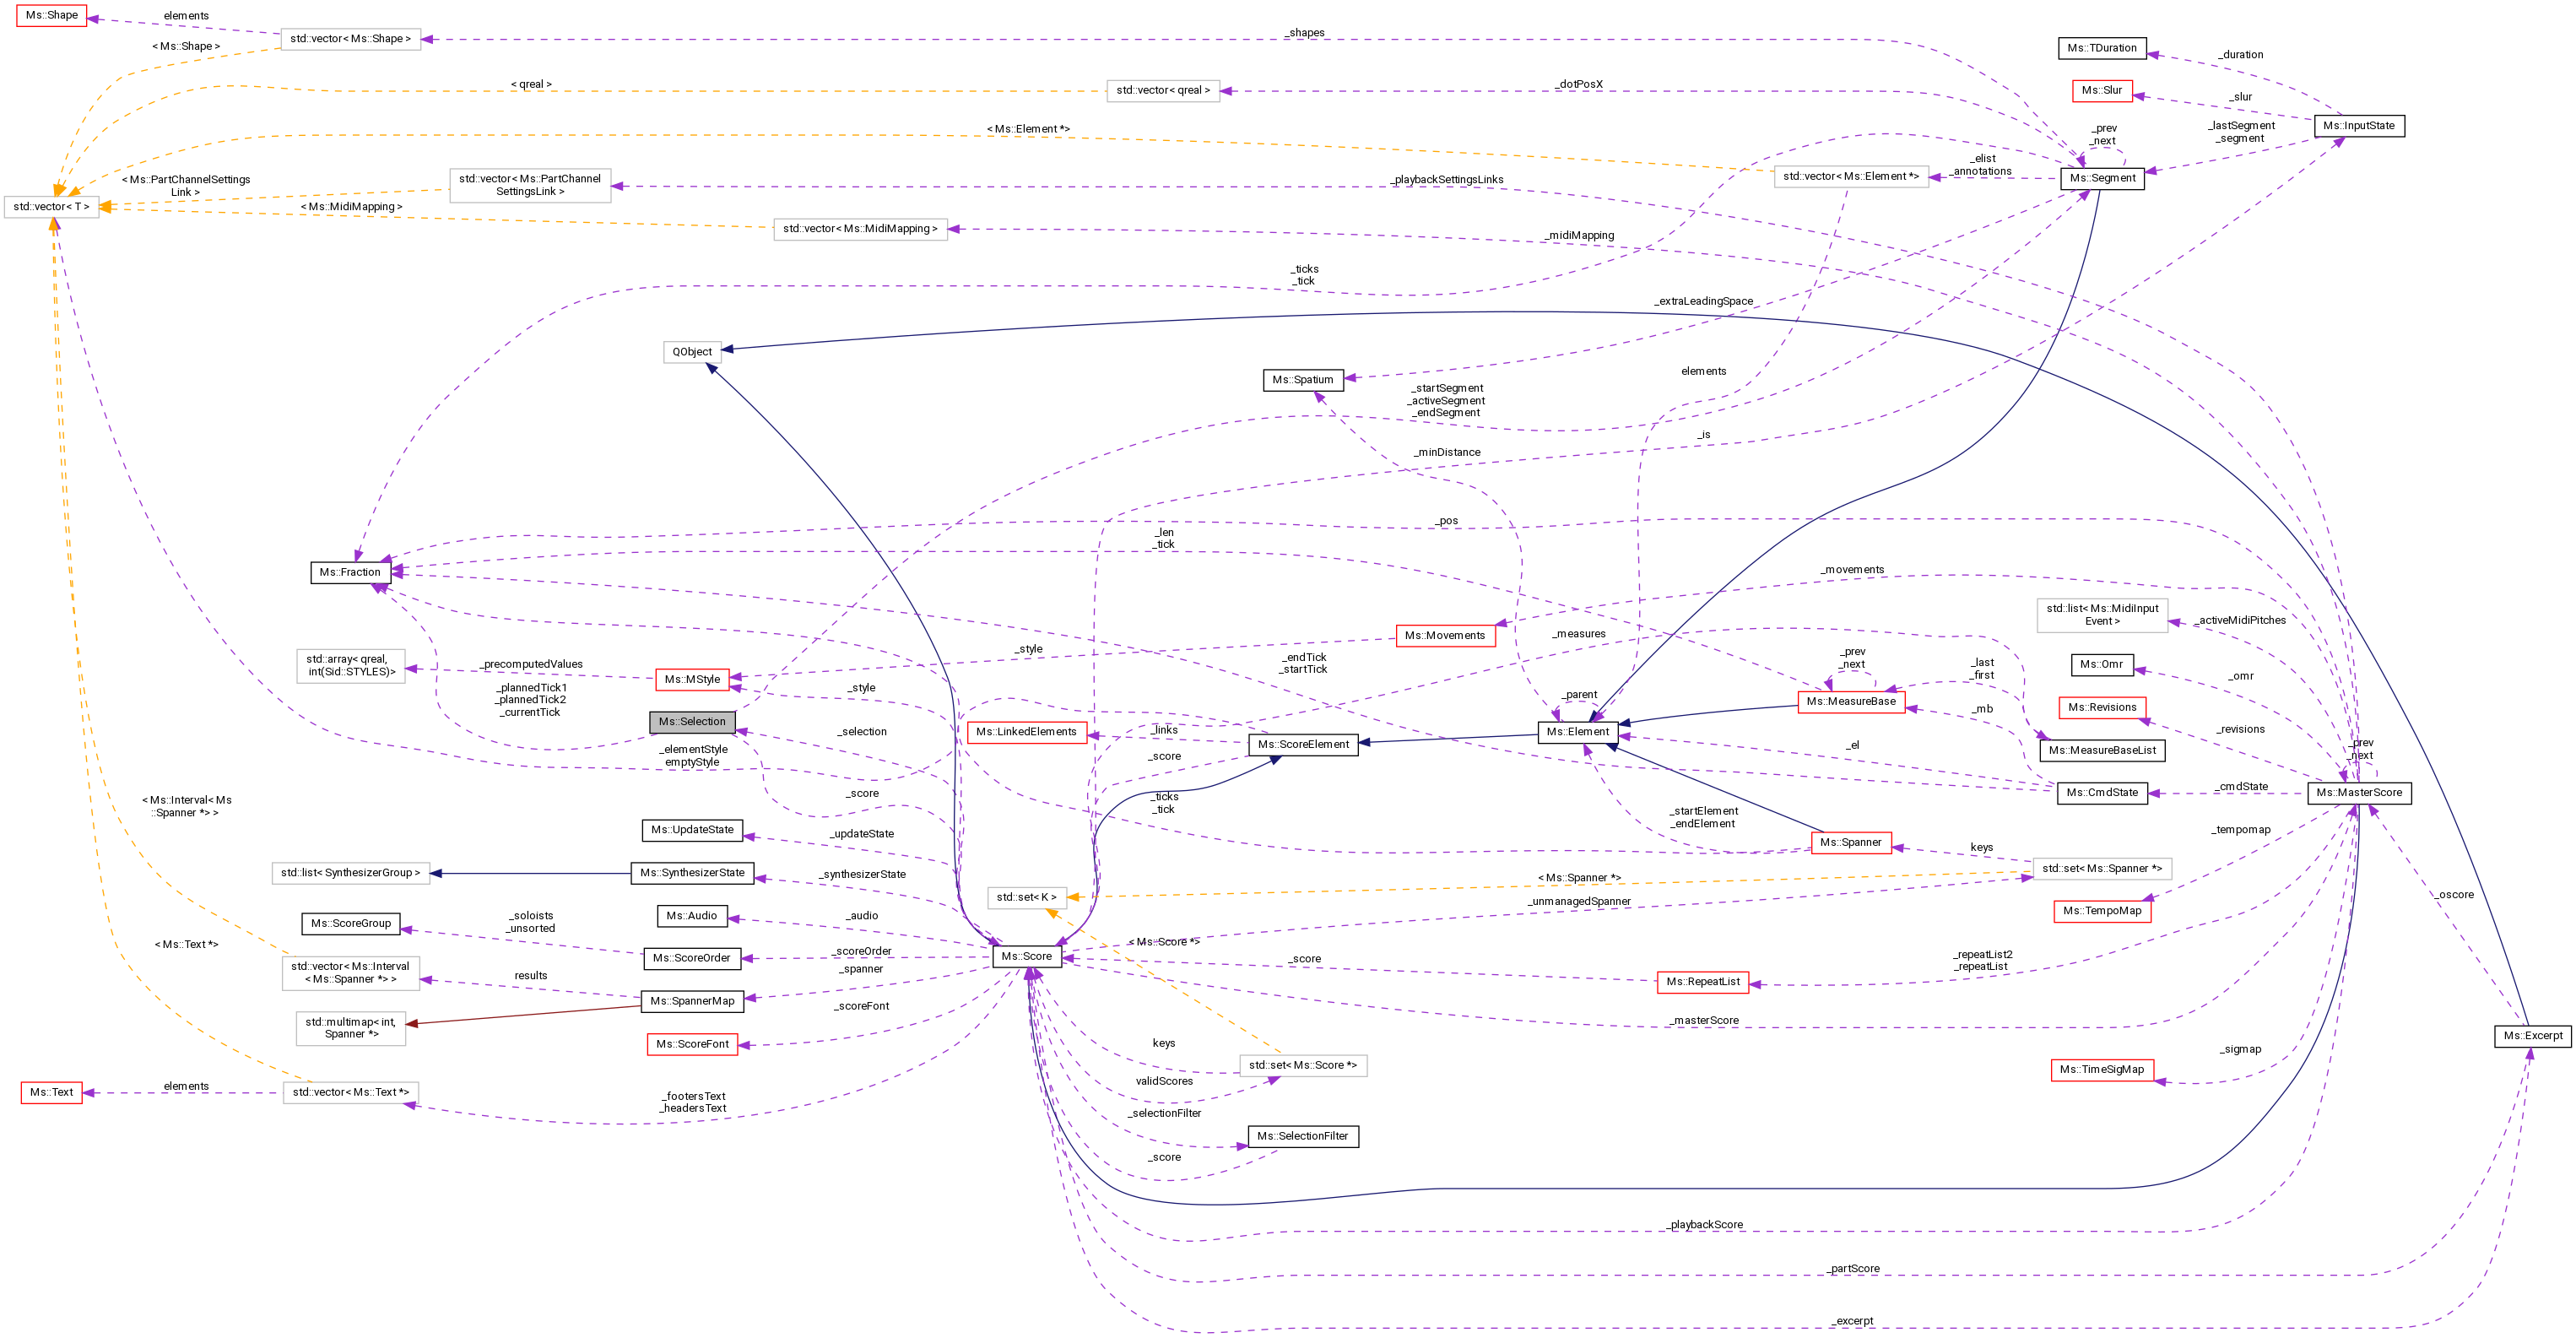 Ms::Shape
elements
std::vector< Ms::Shape >
< Ms::Shape >
_shapes
Ms::TDuration
_duration
< qreal >
std::vector< qreal >
_dotPosX
Ms::Slur
_slur
Ms::InputState
_lastSegment
_segment
< Ms::Element *>
_prev
_next
std::vector< Ms::Element *>
_elist
_annotations
Ms::Segment
< Ms::PartChannelSettings
Link >
std::vector< Ms::PartChannel
SettingsLink >
_playbackSettingsLinks
std::vector< T >
< Ms::MidiMapping >
std::vector< Ms::MidiMapping >
_midiMapping
_ticks
_tick
_extraLeadingSpace
QObject
Ms::Spatium
elements
_startSegment
_activeSegment
_endSegment
_is
_minDistance
_pos
_len
_tick
Ms::Fraction
_movements
std::list< Ms::MidiInput
Event >
_activeMidiPitches
Ms::Movements
_measures
_style
_endTick
_startTick
std::array< qreal,
int(Sid::STYLES)>
_precomputedValues
Ms::MStyle
_style
_prev
_next
_last
_first
Ms::Omr
_omr
_plannedTick1
_plannedTick2
_currentTick
Ms::Selection
_selection
_parent
Ms::MeasureBase
_mb
Ms::Revisions
_revisions
Ms::LinkedElements
_links
Ms::ScoreElement
Ms::Element
_el
Ms::MeasureBaseList
_prev
_next
_elementStyle
emptyStyle
_score
_score
Ms::CmdState
_cmdState
Ms::MasterScore
< Ms::Interval< Ms
::Spanner *> >
_ticks
_tick
_startElement
_endElement
Ms::UpdateState
_updateState
Ms::Spanner
keys
_tempomap
std::list< SynthesizerGroup >
Ms::SynthesizerState
_synthesizerState
< Ms::Spanner *>
std::set< Ms::Spanner *>
std::set< K >
_unmanagedSpanner
_oscore
Ms::TempoMap
Ms::ScoreGroup
_soloists
_unsorted
Ms::Audio
_audio
< Ms::Text *>
Ms::ScoreOrder
_scoreOrder
Ms::Score
< Ms::Score *>
_score
_repeatList2
_repeatList
std::vector< Ms::Interval
< Ms::Spanner *> >
results
_spanner
Ms::RepeatList
Ms::SpannerMap
_scoreFont
_masterScore
std::multimap< int,
Spanner *>
Ms::ScoreFont
keys
Ms::Excerpt
std::set< Ms::Score *>
_sigmap
Ms::TimeSigMap
Ms::Text
elements
std::vector< Ms::Text *>
_footersText
_headersText
validScores
_selectionFilter
Ms::SelectionFilter
_score
_playbackScore
_partScore
_excerpt